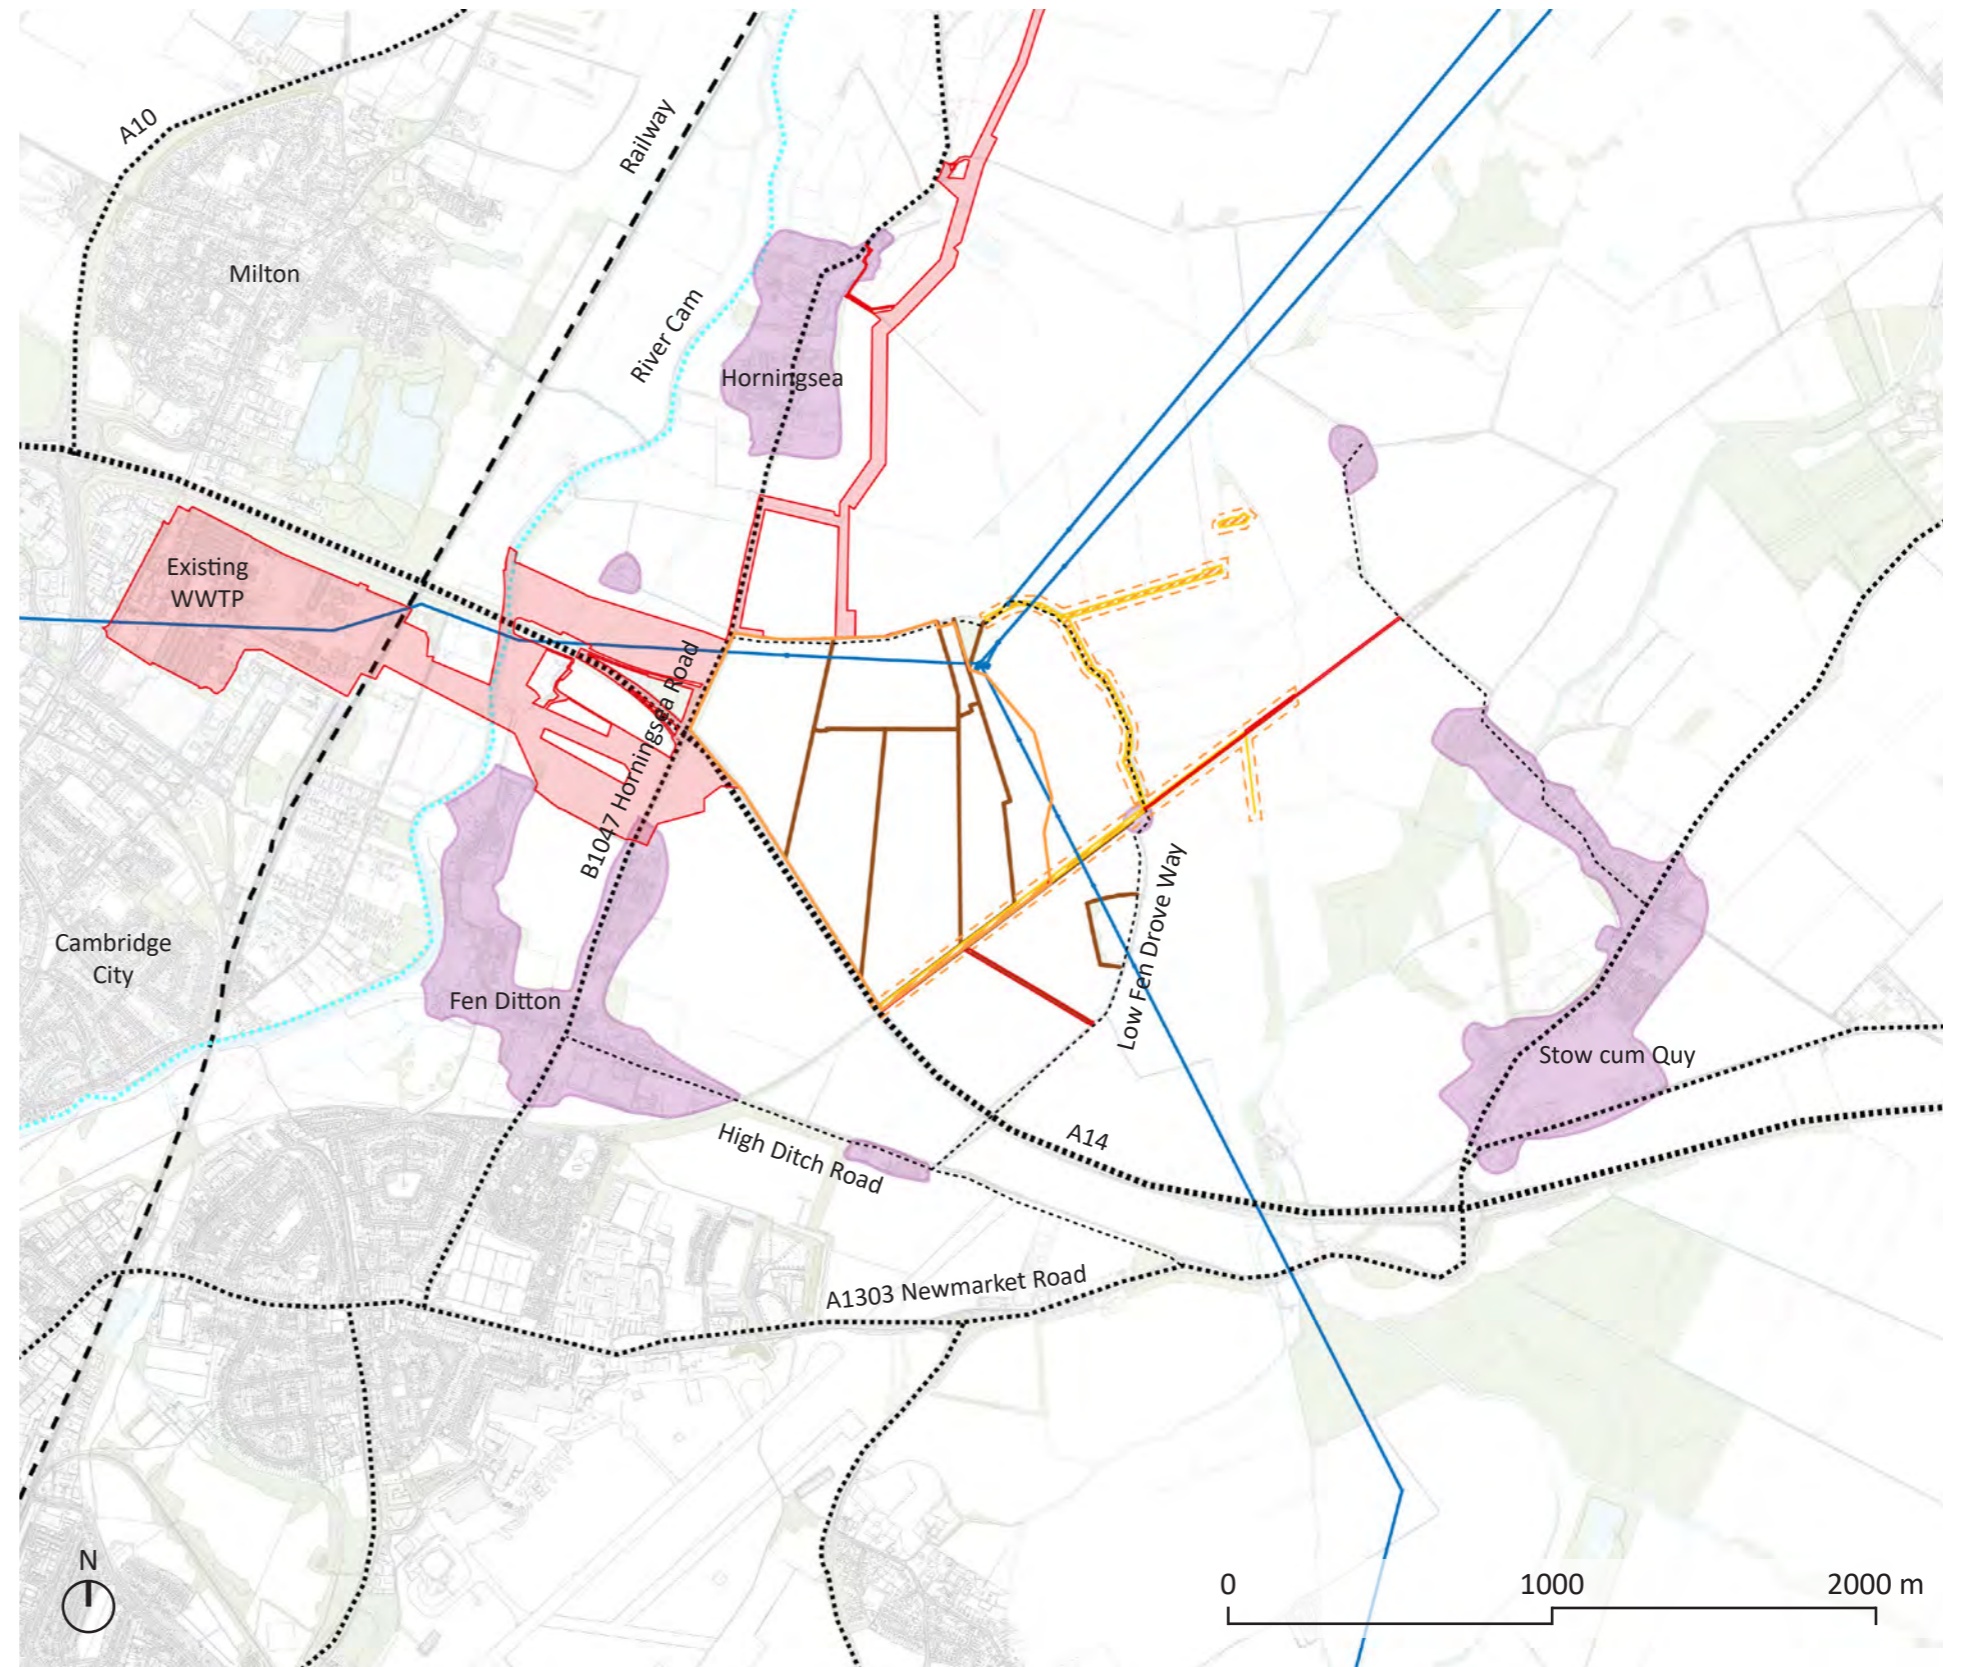 A10
Railway
Milton
River Cam
Horningsea
Existing
WWTP
B1047 Horningsea Road
Cambridge
City
Fen Ditton
Low Fen Drove Way
Stow cum Quy
High Ditch Road
A14
A1303 Newmarket Road
N
0 1000 2000 m